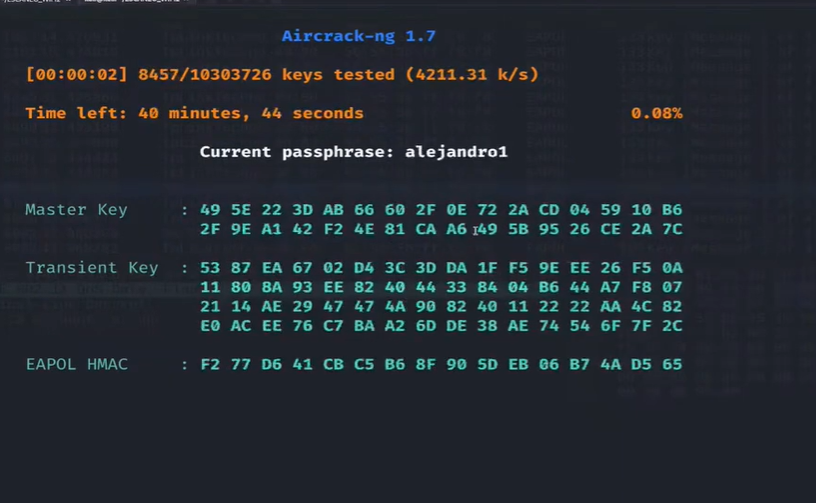 Aircrack-ng 1.7
[00:00:02] 8457/10303726 keys tested (4211.31 k/s)
Time left: 40 minutes, 44 seconds 0.08%
Current passphrase: alejandro1
Master Key : 49 5E 22 3D AB 66 60 2F 0E 72 2A CD 04 59 10 B6
2F 9E A1 42 F2 4E 81 CA A6 49 5B 95 26 CE 2A 7C
Transient Key : 53 87 EA 67 02 D4 3C 3D DA 1F F5 9E EE 26 F5 0A
11 80 8A 93 EE 82 40 44 33 84 04 B6 44 A7 F8 07
21 14 AE 29 47 47 4A 90 82 40 11 22 22 AA 4C 82
E0 AC EE 76 C7 BA A2 6D DE 38 AE 74 54 6F 7F 2C
EAPOL HMAC : F2 77 D6 41 CB C5 B6 8F 90 5D EB 06 B7 4A D5 65